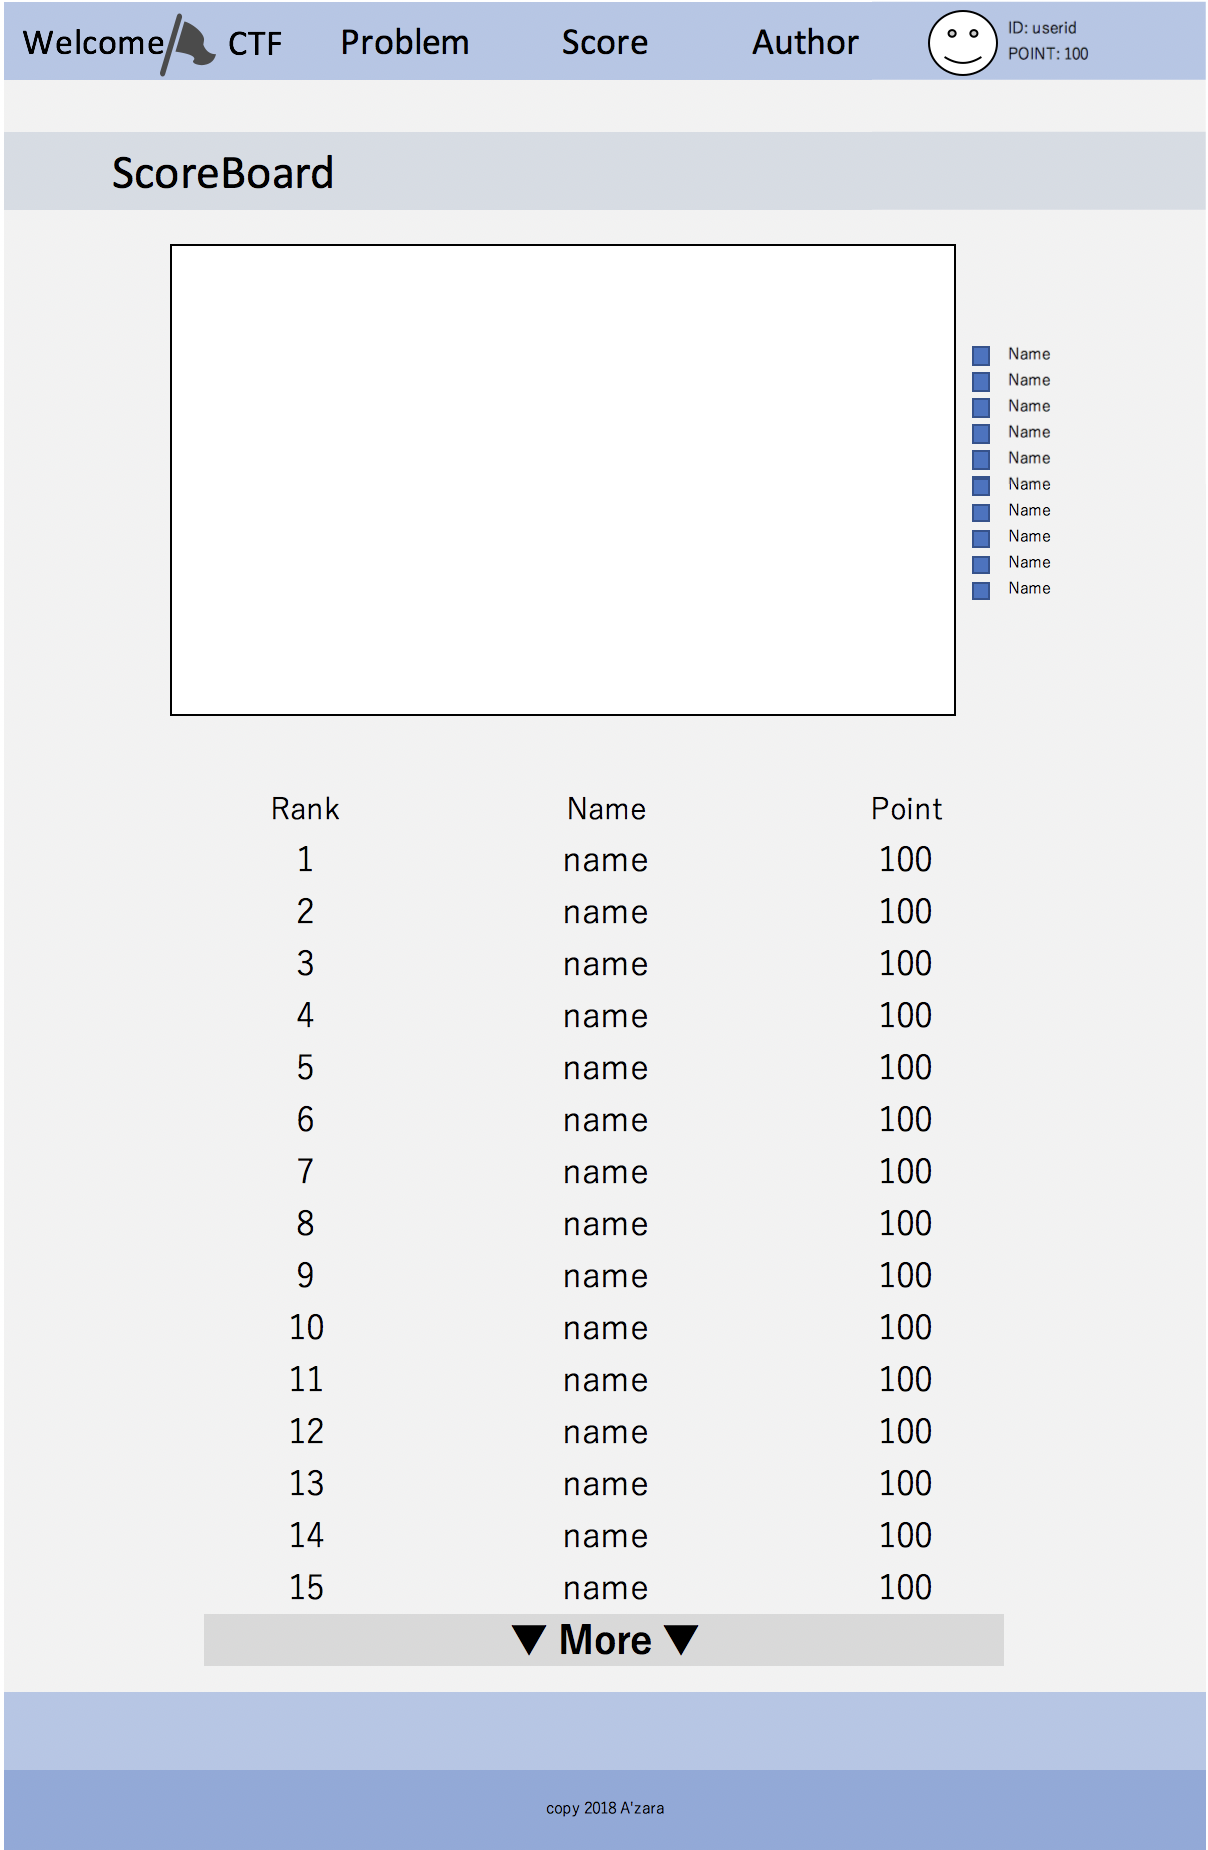 Welcome CTF Problem Score Author
ID: userid
POINT: 100
ScoreBoard
Name
Name
Name
Name
Name
Name
Name
Name
Name
Name
Rank Name Point
1 name 100
2 name 100
3 name 100
4 name 100
5 name 100
6 name 100
7 name 100
8 name 100
9 name 100
10 name 100
11 name 100
12 name 100
13 name 100
14 name 100
15 name 100
▼ More ▼
copy 2018 A'zara